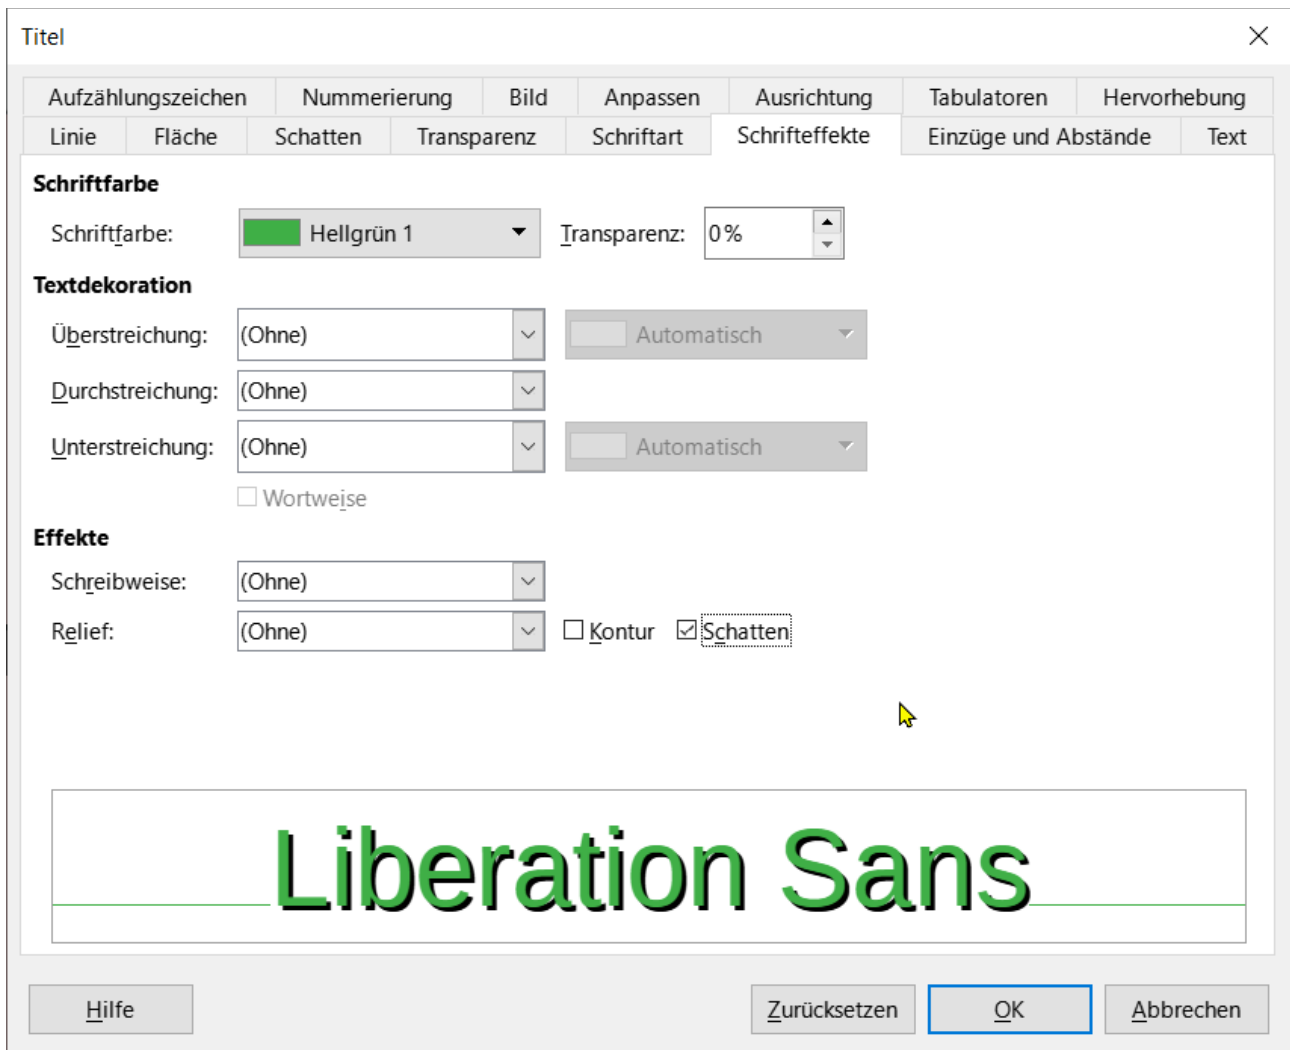 Titel
Aufzählungszeichen Nummerierung Bild Anpassen Ausrichtung Tabulatoren Hervorhebung
Linie Fläche Schatten Transparenz Schriftart Schrifteffekte Einzüge und Abstände Text
Schriftfarbe
Schriftfarbe: Hellgrün 1 Transparenz: 0%
Textdekoration
Überstreichung: (Ohne) Automatisch
Durchstreichung: (Ohne)
Unterstreichung: (Ohne) Automatisch
Wortweise
Effekte
Schreibweise: (Ohne)
Relief: (Ohne) Kontur Schatten
Liberation Sans
Hilfe Zurücksetzen OK Abbrechen